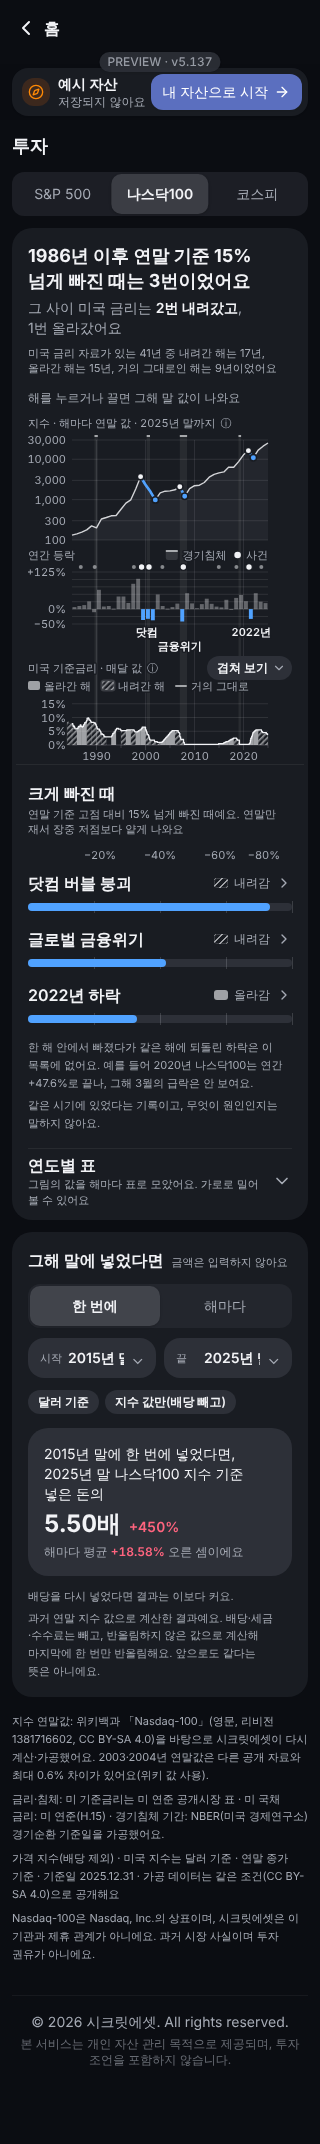 홈
PREVIEW · v5.137
예시 자산
저장되지 않아요
내 자산으로 시작 →
투자
S&P 500
나스닥100
코스피
1986년 이후 연말 기준 15%
넘게 빠진 때는 3번이었어요
그 사이 미국 금리는 2번 내려갔고,
1번 올라갔어요
미국 금리 자료가 있는 41년 중 내려간 해는 17년,
올라간 해는 15년, 거의 그대로인 해는 9년이었어요
해를 누르거나 끌면 그해 값이 나와요
지수 · 해마다 연말 값 · 2025년 말까지 ⓘ
30,000
10,000
3,000
1,000
300
100
연간 등락
경기침체
사건
+125%
0%
−50%
닷컴
2022년
금융위기
미국 기준금리 · 매달 값 ⓘ
겹쳐 보기
올라간 해
내려간 해
거의 그대로
15%
10%
5%
0%
1990
2000
2010
2020
크게 빠진 때
연말 기준 고점 대비 15% 넘게 빠진 때예요. 연말만
재서 장중 저점보다 얕게 나와요
−20%
−40%
−60%
−80%
닷컴 버블 붕괴
내려감
글로벌 금융위기
내려감
2022년 하락
올라감
한 해 안에서 빠졌다가 같은 해에 되돌린 하락은 이
목록에 없어요. 예를 들어 2020년 나스닥100는 연간
+47.6%로 끝나, 그해 3월의 급락은 안 보여요.
같은 시기에 있었다는 기록이고, 무엇이 원인인지는
말하지 않아요.
연도별 표
그림의 값을 해마다 표로 모았어요. 가로로 밀어
볼 수 있어요
그해 말에 넣었다면
금액은 입력하지 않아요
한 번에
해마다
시작
2015년
끝
2025년
달러 기준
지수 값만(배당 빼고)
2015년 말에 한 번에 넣었다면,
2025년 말 나스닥100 지수 기준
넣은 돈의
5.50배 +450%
해마다 평균 +18.58% 오른 셈이에요
배당을 다시 넣었다면 결과는 이보다 커요.
과거 연말 지수 값으로 계산한 결과예요. 배당·세금
·수수료는 빼고, 반올림하지 않은 값으로 계산해
마지막에 한 번만 반올림해요. 앞으로도 같다는
뜻은 아니에요.
지수 연말값: 위키백과 「Nasdaq-100」(영문, 리비전
1381716602, CC BY-SA 4.0)을 바탕으로 시크릿에셋이 다시
계산·가공했어요. 2003·2004년 연말값은 다른 공개 자료와
최대 0.6% 차이가 있어요(위키 값 사용).
금리·침체: 미 기준금리는 미 연준 공개시장 표 · 미 국채
금리: 미 연준(H.15) · 경기침체 기간: NBER(미국 경제연구소)
경기순환 기준일을 가공했어요.
가격 지수(배당 제외) · 미국 지수는 달러 기준 · 연말 종가
기준 · 기준일 2025.12.31 · 가공 데이터는 같은 조건(CC BY-
SA 4.0)으로 공개해요
Nasdaq-100은 Nasdaq, Inc.의 상표이며, 시크릿에셋은 이
기관과 제휴 관계가 아니에요. 과거 시장 사실이며 투자
권유가 아니에요.
© 2026 시크릿에셋. All rights reserved.
본 서비스는 개인 자산 관리 목적으로 제공되며, 투자
조언을 포함하지 않습니다.